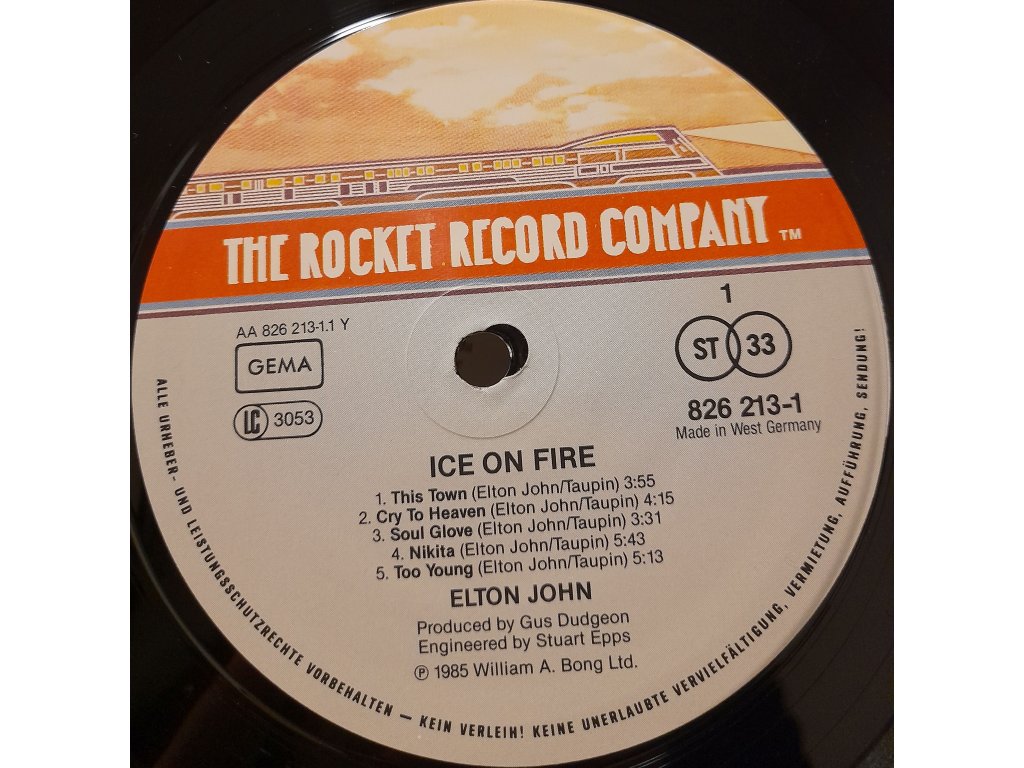 THE ROCKET RECORD COMPANY TM
AA 826 213-1.1 Y
GEMA
LC 3053
1
ST 33
826 213-1
Made in West Germany
ICE ON FIRE
1. This Town (Elton John/Taupin) 3:55
2. Cry To Heaven (Elton John/Taupin) 4:15
3. Soul Glove (Elton John/Taupin) 3:31
4. Nikita (Elton John/Taupin) 5:43
5. Too Young (Elton John/Taupin) 5:13
ELTON JOHN
Produced by Gus Dudgeon
Engineered by Stuart Epps
℗ 1985 William A. Bong Ltd.
ALLE URHEBER- UND LEISTUNGSSCHUTZRECHTE VORBEHALTEN — KEIN VERLEIH! KEINE UNERLAUBTE VERVIELFÄLTIGUNG, VERMIETUNG, AUFFÜHRUNG, SENDUNG!